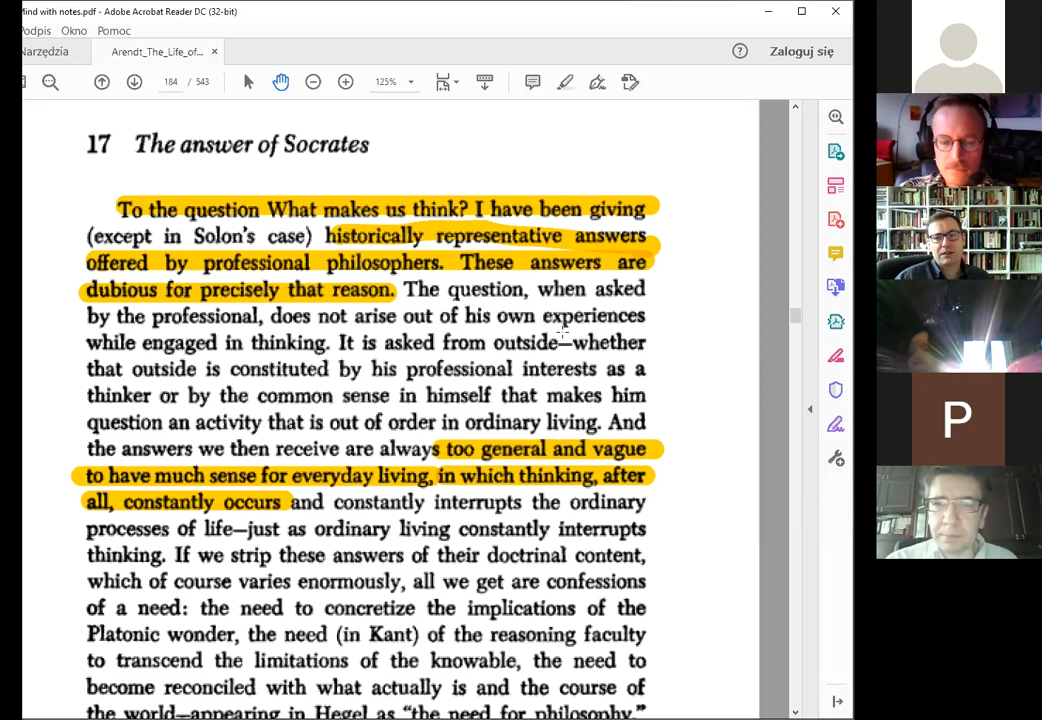 Mind with notes.pdf - Adobe Acrobat Reader DC (32-bit)
Podpis Okno Pomoc
Narzędzia Arendt_The_Life_of... Zaloguj się
184 / 543 125%
17 The answer of Socrates
To the question What makes us think? I have been giving
(except in Solon's case) historically representative answers
offered by professional philosophers. These answers are
dubious for precisely that reason. The question, when asked
by the professional, does not arise out of his own experiences
while engaged in thinking. It is asked from outside—whether
that outside is constituted by his professional interests as a
thinker or by the common sense in himself that makes him
question an activity that is out of order in ordinary living. And
the answers we then receive are always too general and vague
to have much sense for everyday living, in which thinking, after
all, constantly occurs and constantly interrupts the ordinary
processes of life—just as ordinary living constantly interrupts
thinking. If we strip these answers of their doctrinal content,
which of course varies enormously, all we get are confessions
of a need: the need to concretize the implications of the
Platonic wonder, the need (in Kant) of the reasoning faculty
to transcend the limitations of the knowable, the need to
become reconciled with what actually is and the course of
the world—appearing in Hegel as "the need for philosophy,"
P